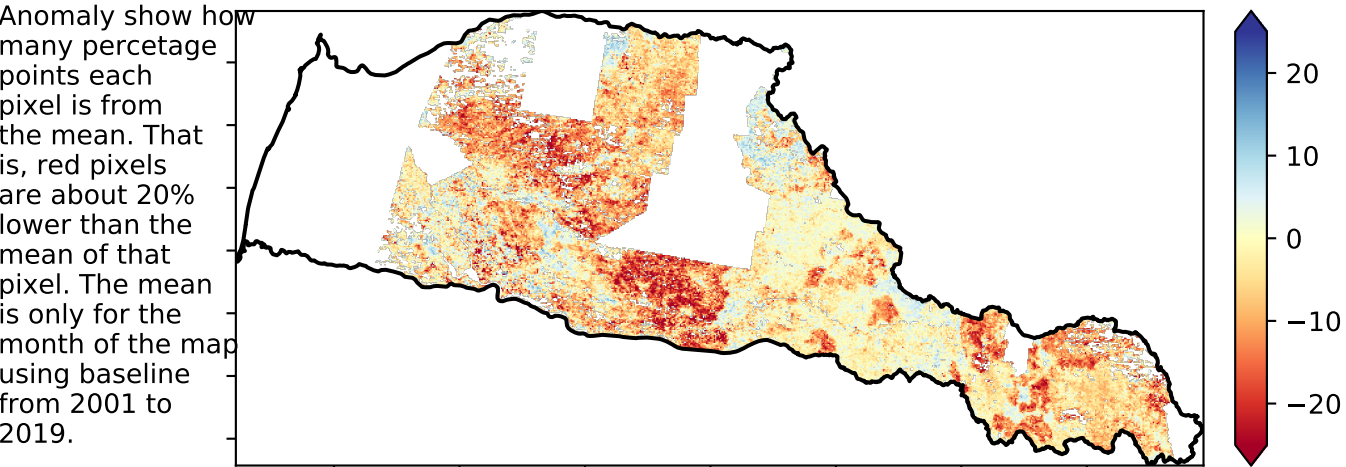 Anomaly show how
many percetage
points each
pixel is from
the mean. That
is, red pixels
are about 20%
lower than the
mean of that
pixel. The mean
is only for the
month of the map
using baseline
from 2001 to
2019.
20
10
0
−10
−20